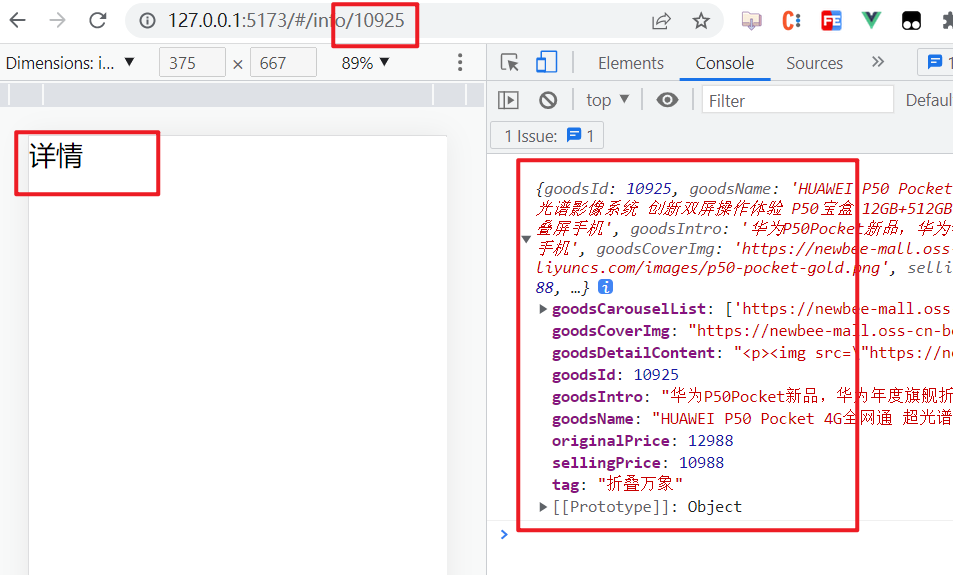 127.0.0.1:5173/#/info/10925
Dimensions: i... ▼ 375 × 667 89% ▼
Elements Console Sources »
top ▼ Filter Defaul
1 Issue: 1
详情
{goodsId: 10925, goodsName: 'HUAWEI P50 Pocket
光谱影像系统 创新双屏操作体验 P50宝盒 12GB+512GB
叠屏手机', goodsIntro: '华为P50Pocket新品，华为
手机', goodsCoverImg: 'https://newbee-mall.oss-
liyuncs.com/images/p50-pocket-gold.png', selli
88, …}
goodsCarouselList: ['https://newbee-mall.oss
goodsCoverImg: "https://newbee-mall.oss-cn-be
goodsDetailContent: "<p><img src=\"https://ne
goodsId: 10925
goodsIntro: "华为P50Pocket新品，华为年度旗舰折
goodsName: "HUAWEI P50 Pocket 4G全网通 超光谱
originalPrice: 12988
sellingPrice: 10988
tag: "折叠万象"
[[Prototype]]: Object